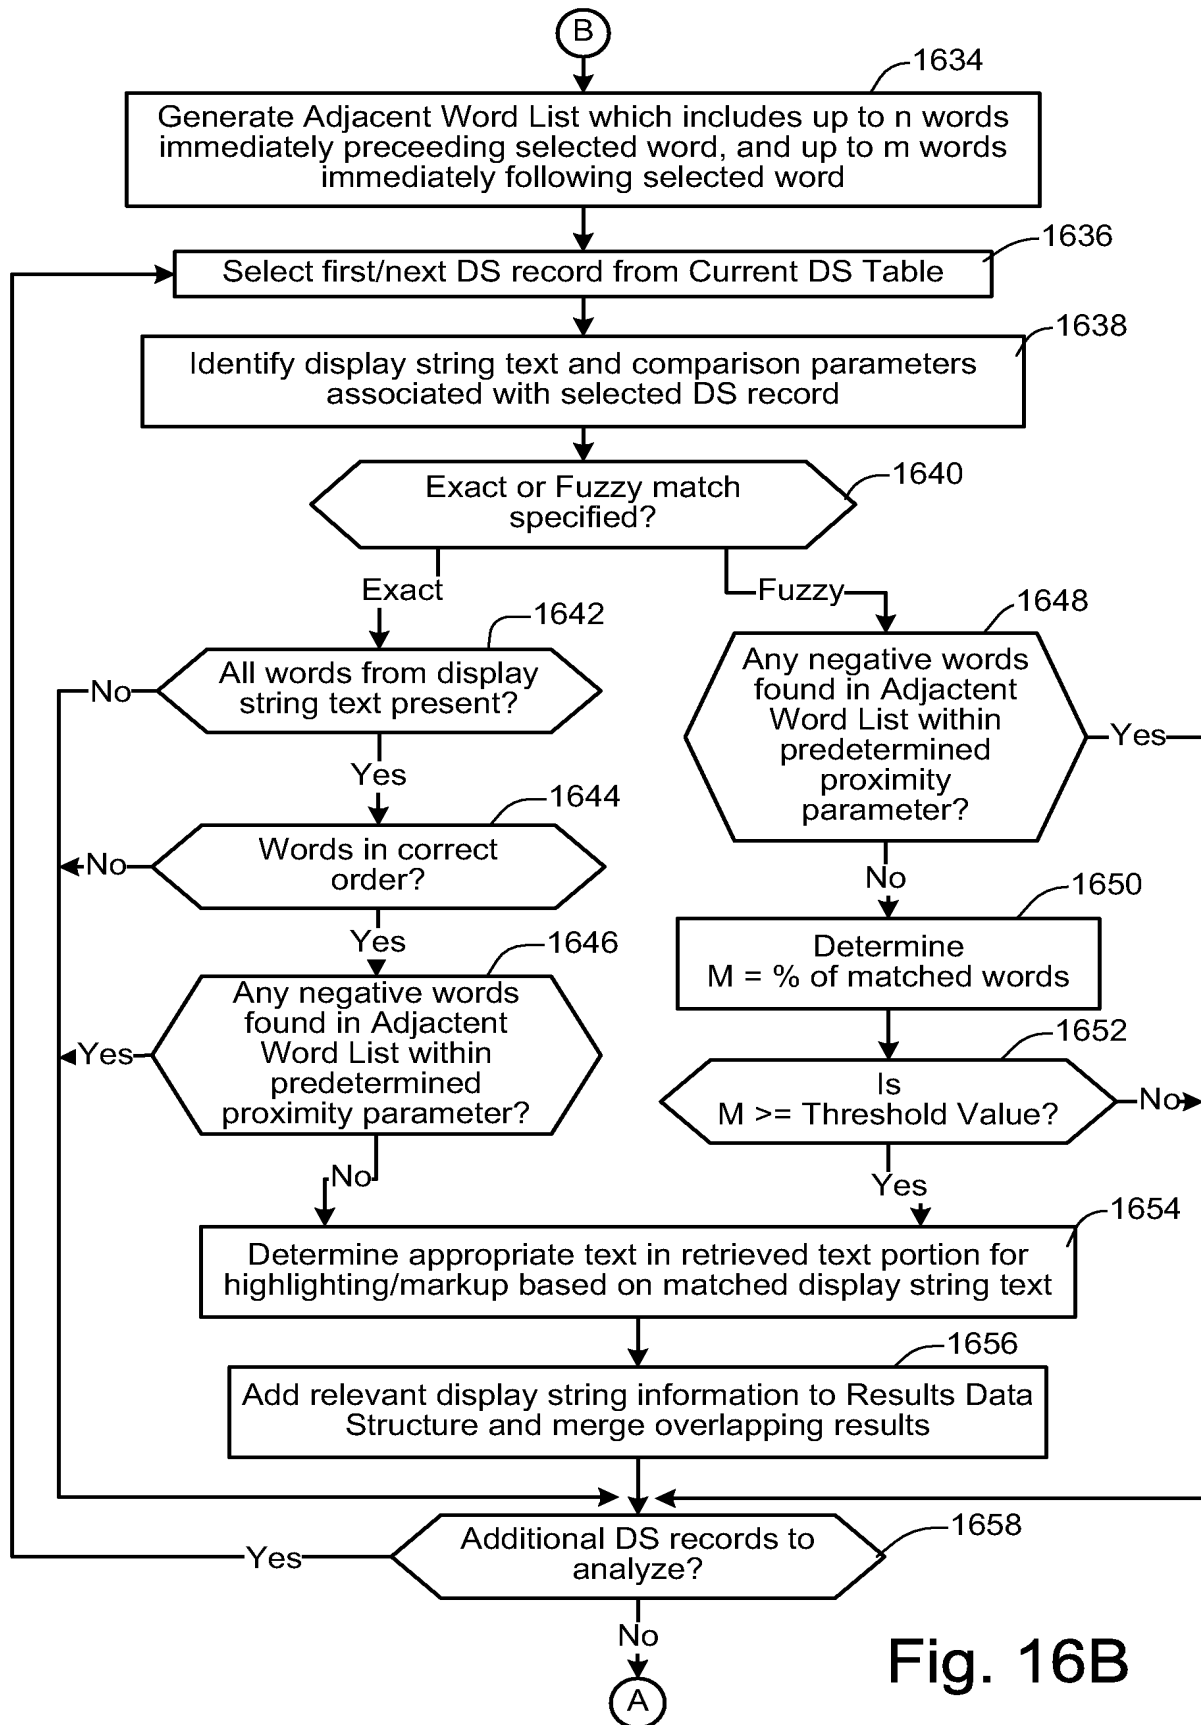 B
1634
Generate Adjacent Word List which includes up to n words
immediately preceeding selected word, and up to m words
immediately following selected word
1636
Select first/next DS record from Current DS Table
1638
Identify display string text and comparison parameters
associated with selected DS record
1640
Exact or Fuzzy match
specified?
Exact
Fuzzy
1642
All words from display
string text present?
No
Yes
1644
Words in correct
order?
No
Yes
1646
Any negative words
found in Adjactent
Word List within
predetermined
proximity parameter?
Yes
No
1648
Any negative words
found in Adjactent
Word List within
predetermined
proximity
parameter?
Yes
No
1650
Determine
M = % of matched words
1652
Is
M >= Threshold Value?
No
Yes
1654
Determine appropriate text in retrieved text portion for
highlighting/markup based on matched display string text
1656
Add relevant display string information to Results Data
Structure and merge overlapping results
1658
Additional DS records to
analyze?
Yes
No
A
Fig. 16B